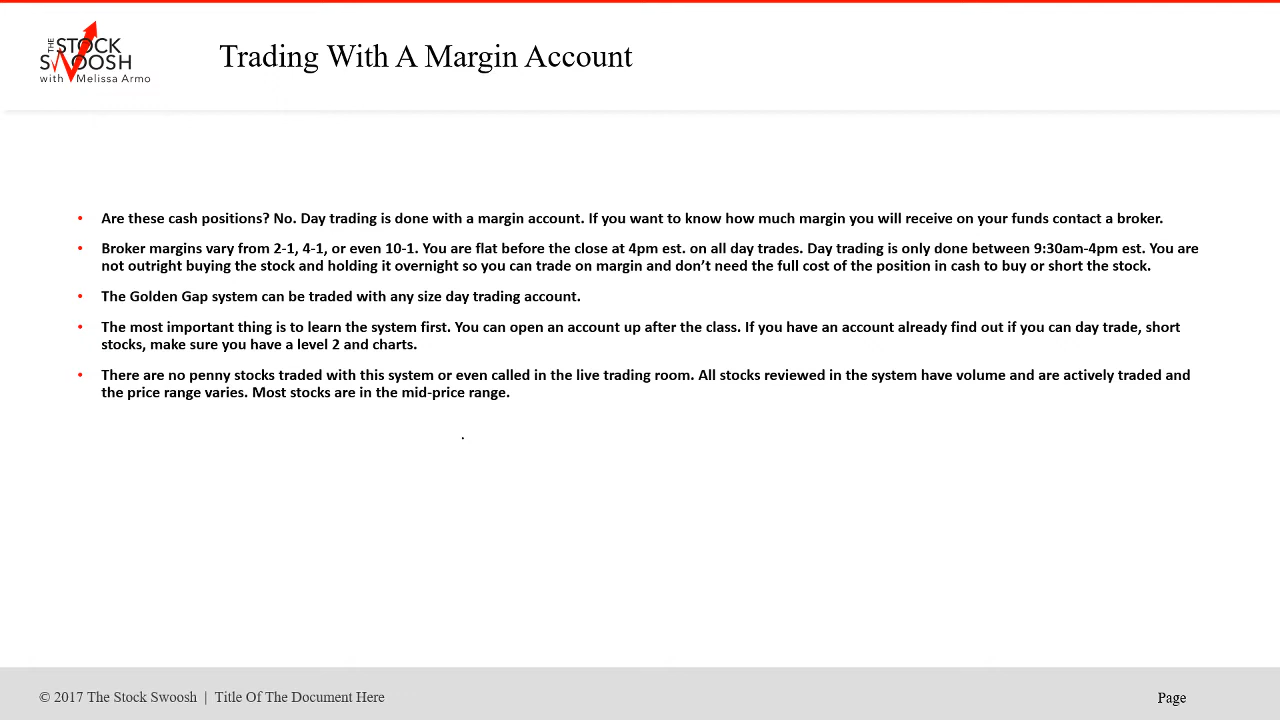 THE
STOCK
SWOOSH
with Melissa Armo
Trading With A Margin Account
• Are these cash positions? No. Day trading is done with a margin account. If you want to know how much margin you will receive on your funds contact a broker.
• Broker margins vary from 2-1, 4-1, or even 10-1. You are flat before the close at 4pm est. on all day trades. Day trading is only done between 9:30am-4pm est. You are
not outright buying the stock and holding it overnight so you can trade on margin and don’t need the full cost of the position in cash to buy or short the stock.
• The Golden Gap system can be traded with any size day trading account.
• The most important thing is to learn the system first. You can open an account up after the class. If you have an account already find out if you can day trade, short
stocks, make sure you have a level 2 and charts.
• There are no penny stocks traded with this system or even called in the live trading room. All stocks reviewed in the system have volume and are actively traded and
the price range varies. Most stocks are in the mid-price range.
.
© 2017 The Stock Swoosh | Title Of The Document Here
Page